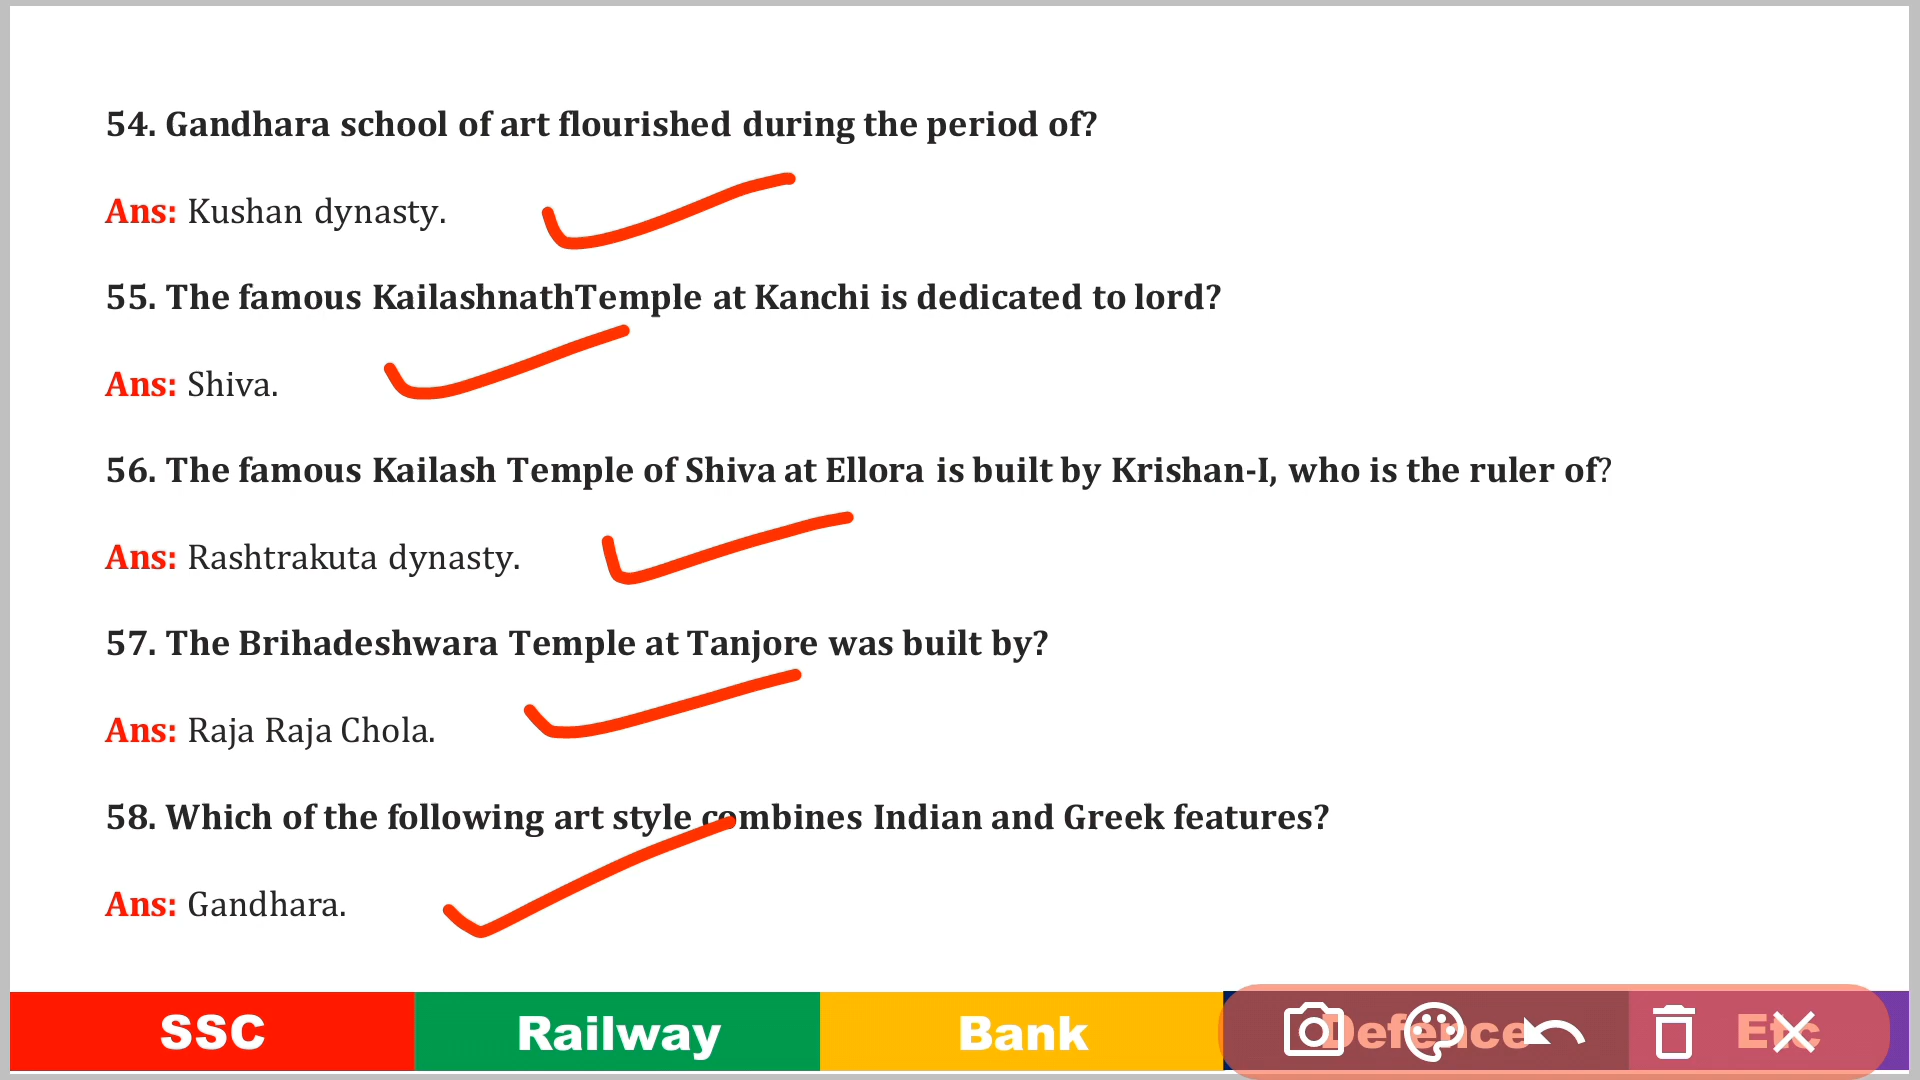 54. Gandhara school of art flourished during the period of?
Ans: Kushan dynasty.
55. The famous KailashnathTemple at Kanchi is dedicated to lord?
Ans: Shiva.
56. The famous Kailash Temple of Shiva at Ellora is built by Krishan-I, who is the ruler of?
Ans: Rashtrakuta dynasty.
57. The Brihadeshwara Temple at Tanjore was built by?
Ans: Raja Raja Chola.
58. Which of the following art style combines Indian and Greek features?
Ans: Gandhara.
SSC Railway Bank Defence Etc